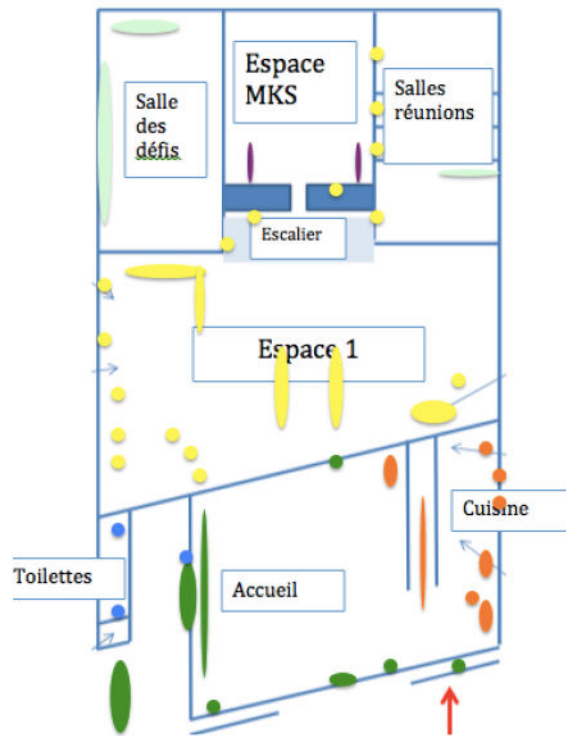 Espace
MKS
Salle
des
défis
Salles
réunions
Escalier
Espace 1
Cuisine
Toilettes
Accueil